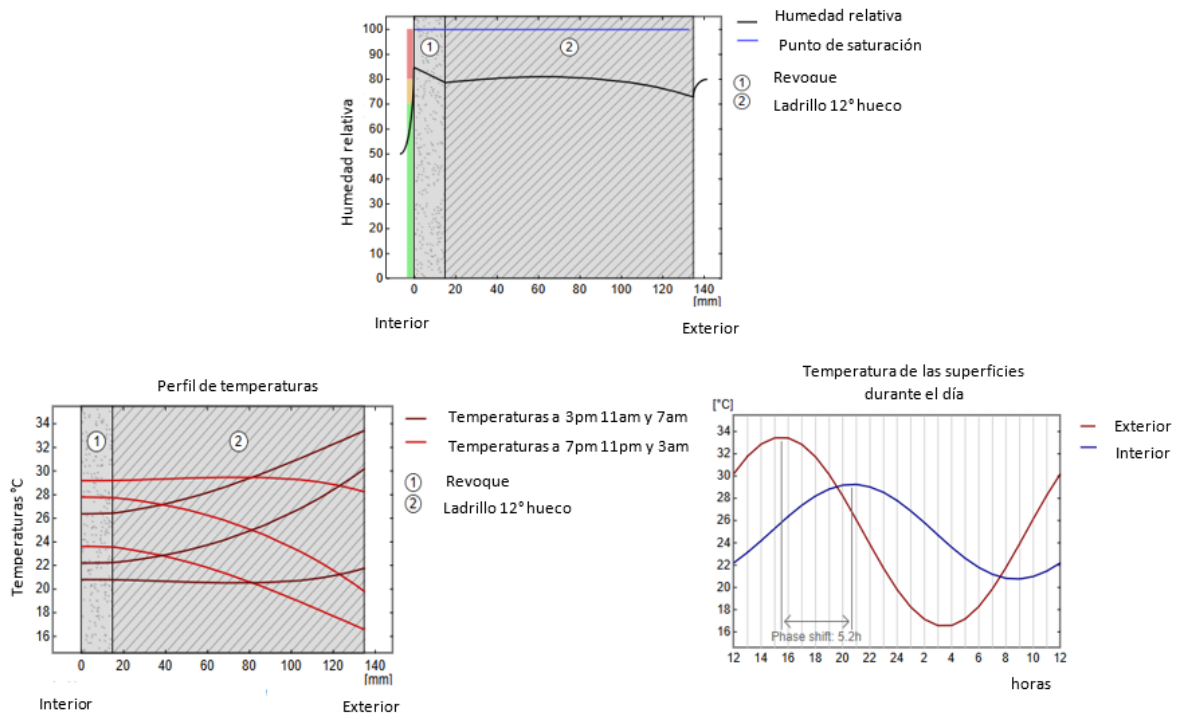 Humedad relativa
Punto de saturación
1 Revoque
2 Ladrillo 12° hueco
1
2
Humedad relativa
100
90
80
70
60
50
40
30
20
10
0
0 20 40 60 80 100 120 140
[mm]
Interior
Exterior
Perfil de temperaturas
Temperaturas a 3pm 11am y 7am
Temperaturas a 7pm 11pm y 3am
1 Revoque
2 Ladrillo 12° hueco
1
2
Temperaturas °C
34
32
30
28
26
24
22
20
18
16
0 20 40 60 80 100 120 140
[mm]
Interior
Exterior
Temperatura de las superficies
durante el día
[°C]
Exterior
Interior
34
32
30
28
26
24
22
20
18
16
Phase shift: 5.2h
12 14 16 18 20 22 24 2 4 6 8 10 12
horas